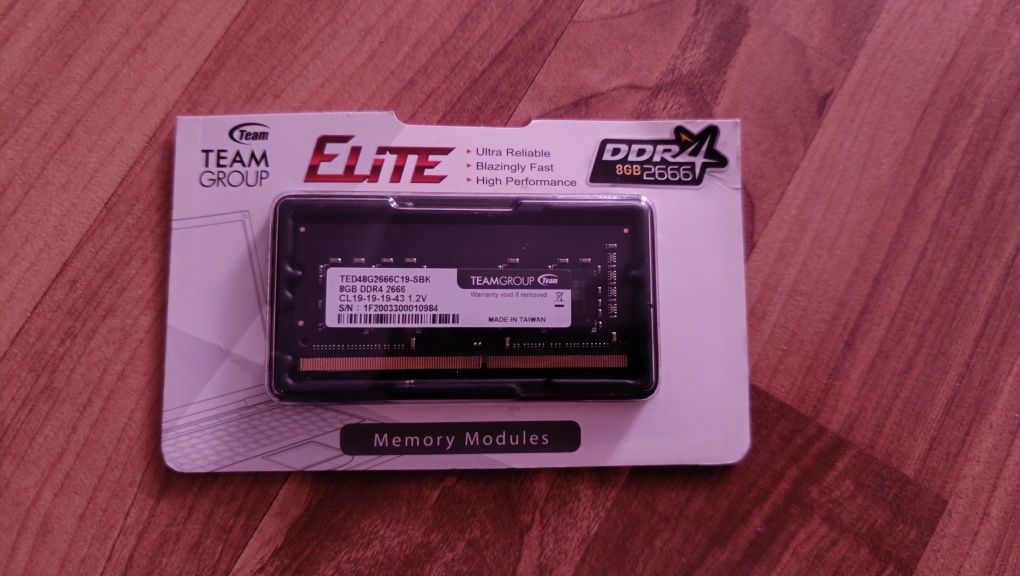 Team
TEAM
GROUP
ELiTE
Ultra Reliable
Blazingly Fast
High Performance
DDR4
8GB 2666
TED48G2666C19-SBK
8GB DDR4 2666
CL19-19-19-43 1.2V
S/N : 1F2003300010984
TEAMGROUP Team
Warranty void if removed
MADE IN TAIWAN
Memory Modules